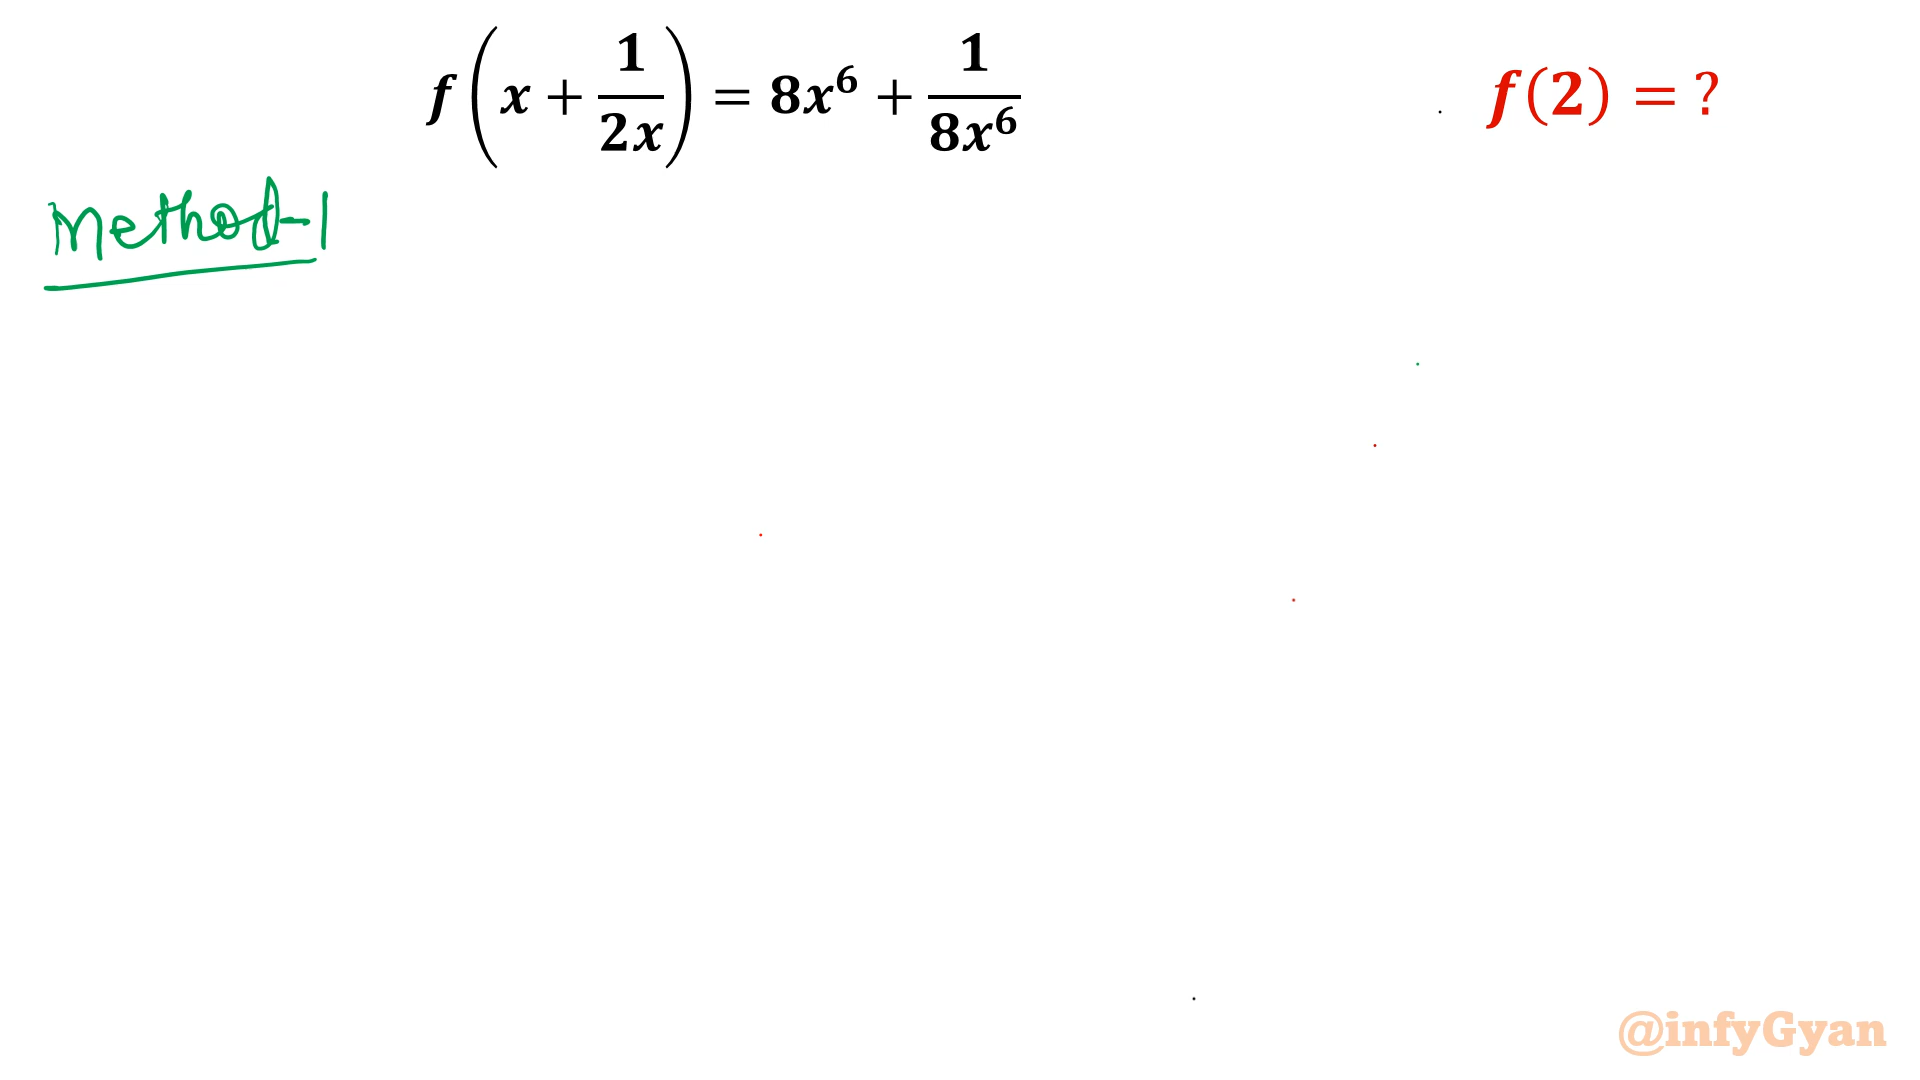 f(x + 1/2x) = 8x⁶ + 1/8x⁶ f(2) = ?
Method-1
@infyGyan